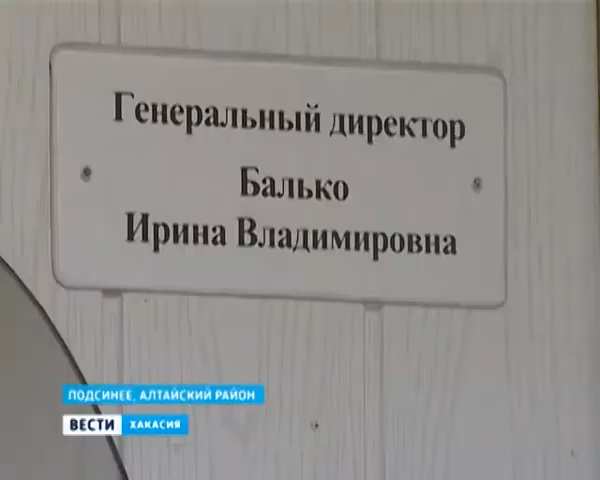 Генеральный директор
Балько
Ирина Владимировна
ПОДСИНЕЕ, АЛТАЙСКИЙ РАЙОН
ВЕСТИ ХАКАСИЯ